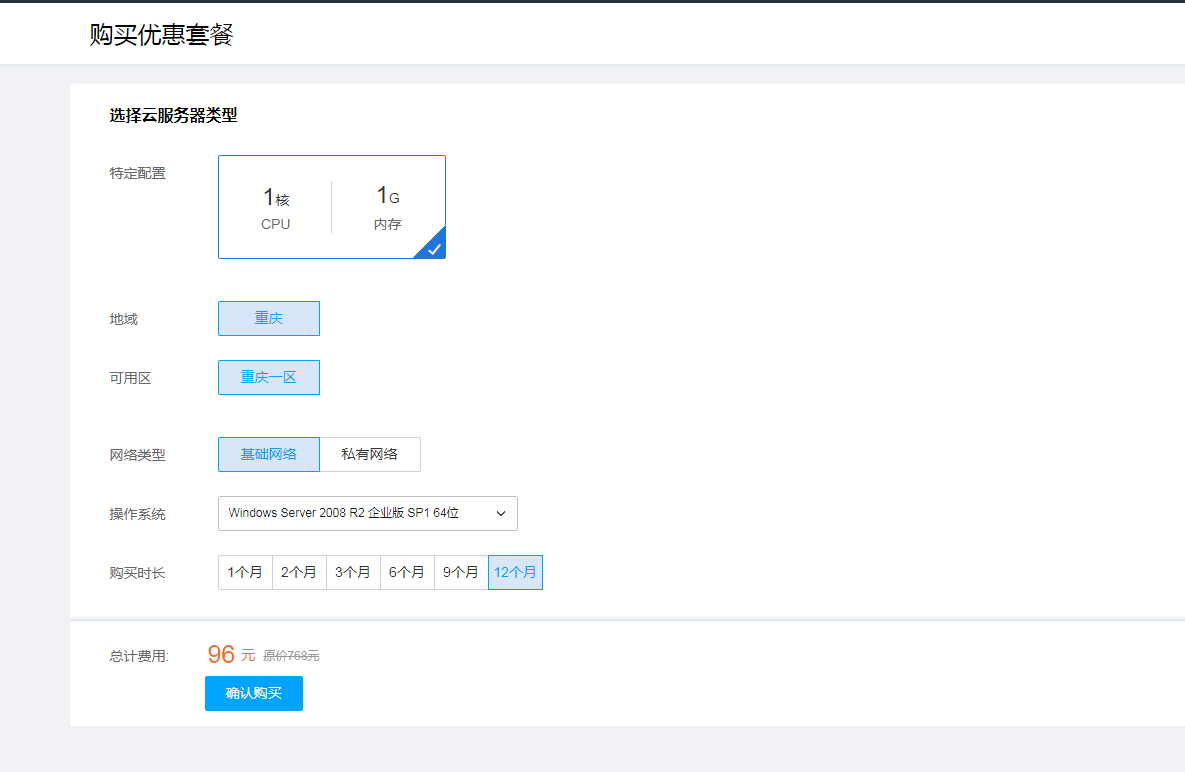 购买优惠套餐
选择云服务器类型
特定配置
1核 1G
CPU 内存
地域 重庆
可用区 重庆一区
网络类型 基础网络 私有网络
操作系统 Windows Server 2008 R2 企业版 SP1 64位
购买时长 1个月 2个月 3个月 6个月 9个月 12个月
总计费用: 96 元 原价768元
确认购买